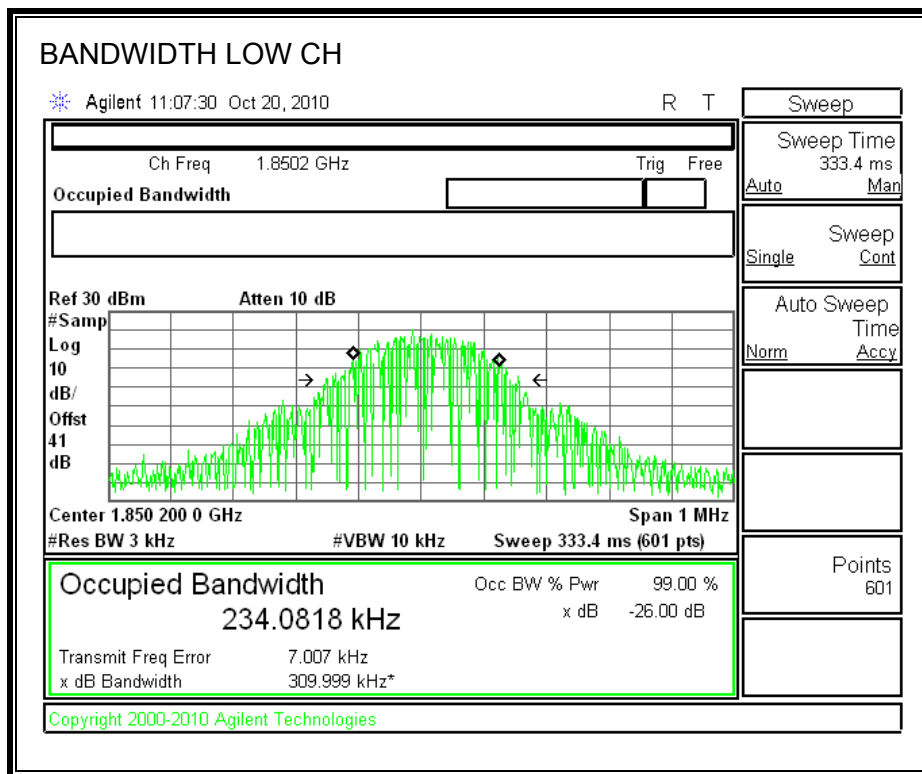 BANDWIDTH LOW CH
Agilent 11:07:30 Oct 20, 2010 R T
Ch Freq 1.8502 GHz Trig Free
Occupied Bandwidth
Ref 30 dBm Atten 10 dB
#Samp
Log
10
dB/
Offst
41
dB
Center 1.850 200 0 GHz Span 1 MHz
#Res BW 3 kHz #VBW 10 kHz Sweep 333.4 ms (601 pts)
Occupied Bandwidth Occ BW % Pwr 99.00 %
234.0818 kHz x dB -26.00 dB
Transmit Freq Error 7.007 kHz
x dB Bandwidth 309.999 kHz*
Copyright 2000-2010 Agilent Technologies
Sweep
Sweep Time
333.4 ms
Auto Man
Sweep
Single Cont
Auto Sweep
Time
Norm Accy
Points
601